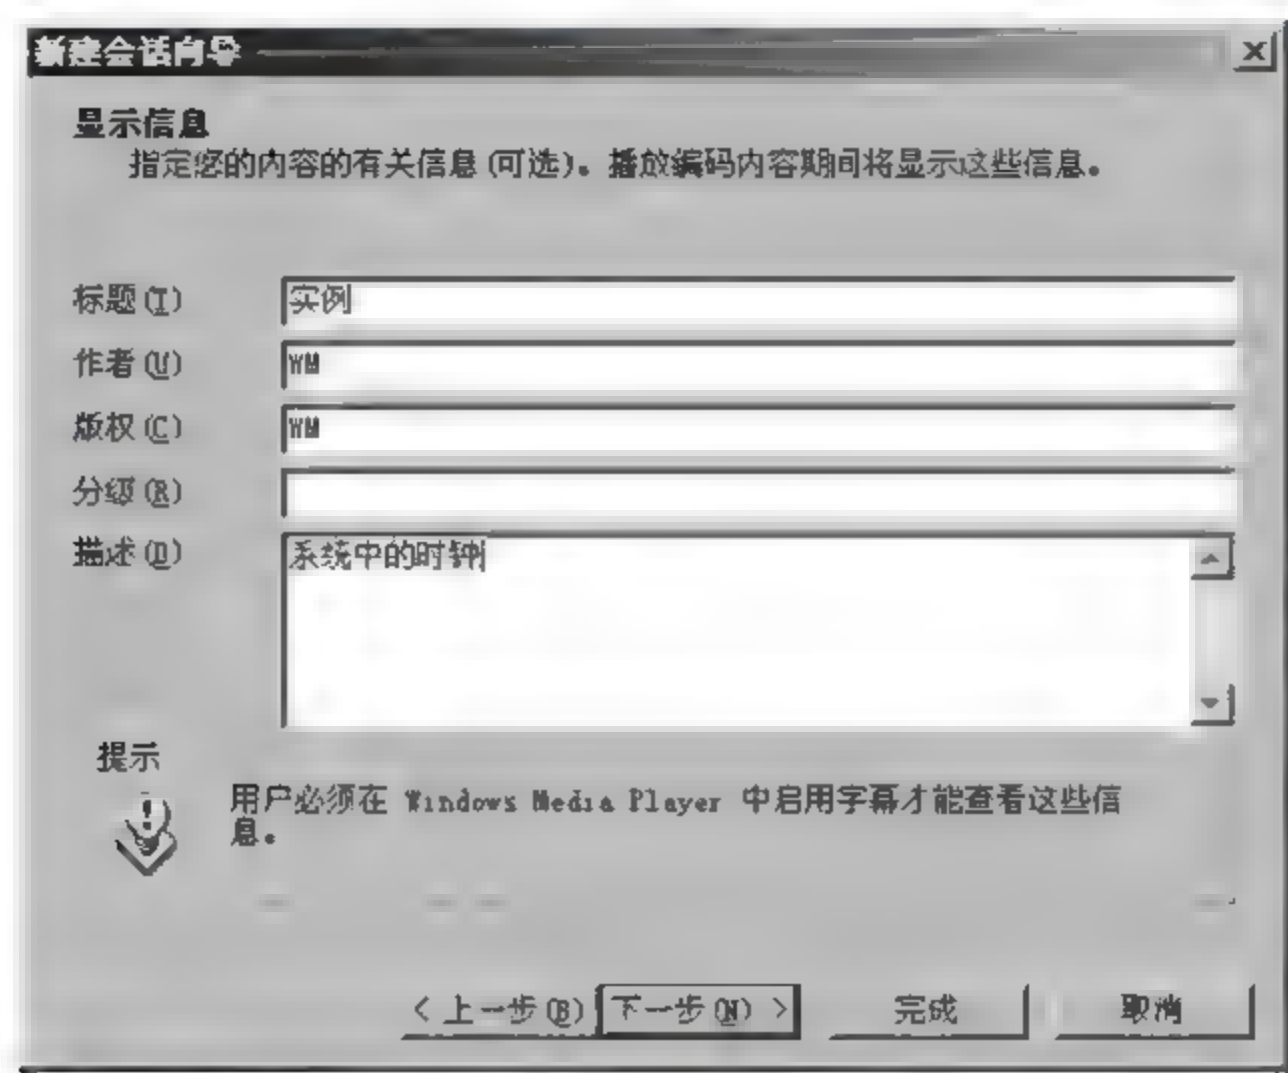 新建会话向导
显示信息
指定您的内容的有关信息(可选)。播放编码内容期间将显示这些信息。
标题(T) 实例
作者(U) WM
版权(C) WM
分级(R)
描述(D) 系统中的时钟
提示
用户必须在 Windows Media Player 中启用字幕才能查看这些信
息。
< 上一步(B) 下一步(N) > 完成 取消